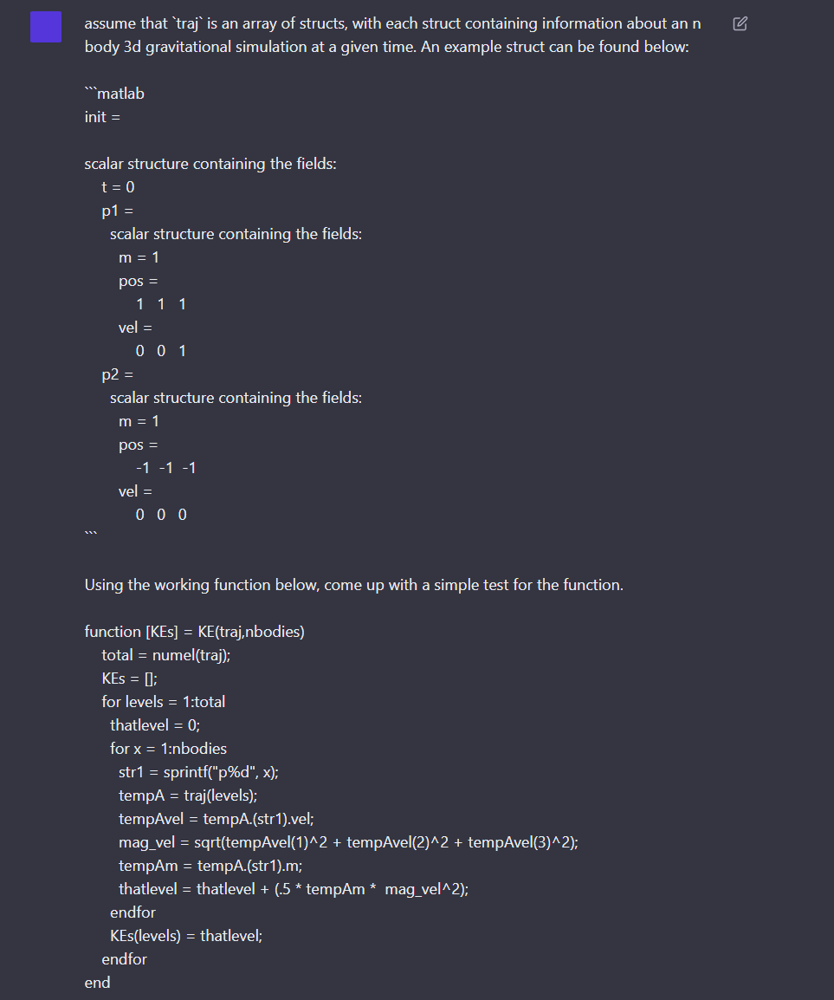 assume that `traj` is an array of structs, with each struct containing information about an n
body 3d gravitational simulation at a given time. An example struct can be found below:
```matlab
init =
scalar structure containing the fields:
t = 0
p1 =
scalar structure containing the fields:
m = 1
pos =
1 1 1
vel =
0 0 1
p2 =
scalar structure containing the fields:
m = 1
pos =
-1 -1 -1
vel =
0 0 0
```
Using the working function below, come up with a simple test for the function.
function [KEs] = KE(traj,nbodies)
total = numel(traj);
KEs = [];
for levels = 1:total
thatlevel = 0;
for x = 1:nbodies
str1 = sprintf("p%d", x);
tempA = traj(levels);
tempAvel = tempA.(str1).vel;
mag_vel = sqrt(tempAvel(1)^2 + tempAvel(2)^2 + tempAvel(3)^2);
tempAm = tempA.(str1).m;
thatlevel = thatlevel + (.5 * tempAm *  mag_vel^2);
endfor
KEs(levels) = thatlevel;
endfor
end